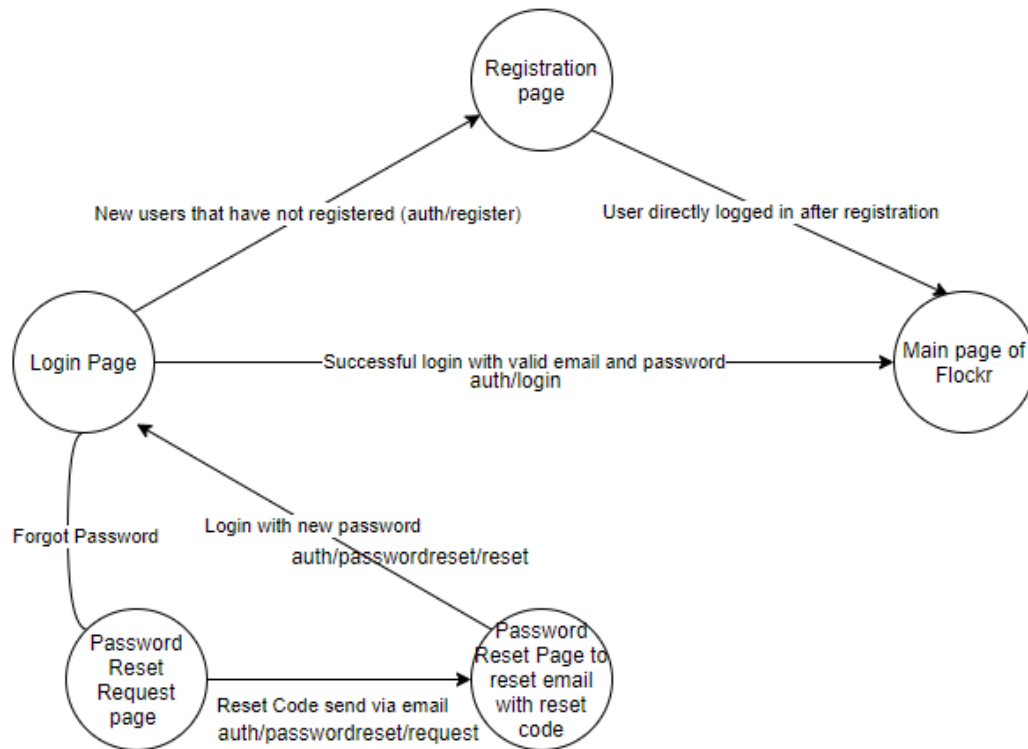 Registration
page
New users that have not registered (auth/register)
User directly logged in after registration
Login Page
Successful login with valid email and password
auth/login
Main page of
Flockr
Forgot Password
Login with new password
auth/passwordreset/reset
Password
Reset
Request
page
Reset Code send via email
auth/passwordreset/request
Password
Reset Page to
reset email
with reset
code